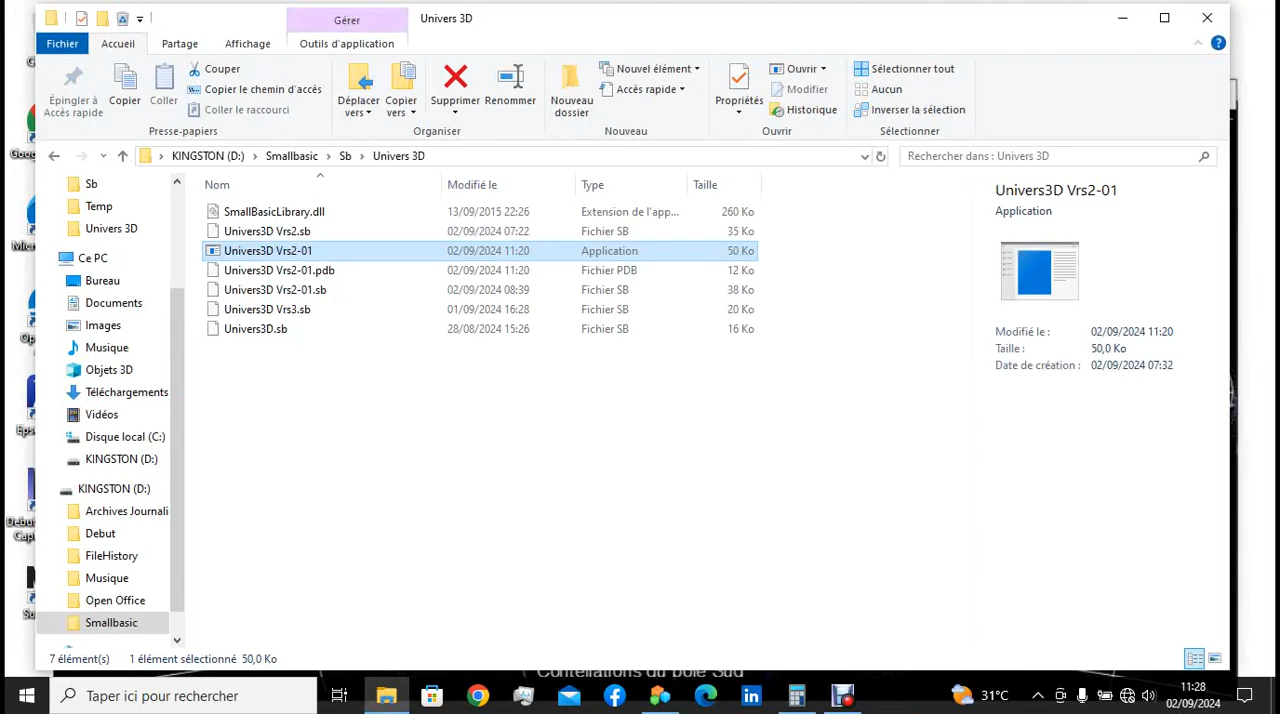 Gérer
Univers 3D
Fichier
Accueil
Partage
Affichage
Outils d'application
Épingler à
Accès rapide
Copier
Coller
Couper
Copier le chemin d'accès
Coller le raccourci
Presse-papiers
Déplacer
vers
Copier
vers
Supprimer
Renommer
Organiser
Nouveau
dossier
Nouvel élément
Accès rapide
Nouveau
Propriétés
Ouvrir
Modifier
Historique
Ouvrir
Sélectionner tout
Aucun
Inverser la sélection
Sélectionner
KINGSTON (D:) > Smallbasic > Sb > Univers 3D
Rechercher dans : Univers 3D
Sb
Temp
Univers 3D
Ce PC
Bureau
Documents
Images
Musique
Objets 3D
Téléchargements
Vidéos
Disque local (C:)
KINGSTON (D:)
KINGSTON (D:)
Archives Journali
Debut
FileHistory
Musique
Open Office
Smallbasic
Nom Modifié le Type Taille
SmallBasicLibrary.dll 13/09/2015 22:26 Extension de l'app... 260 Ko
Univers3D Vrs2.sb 02/09/2024 07:22 Fichier SB 35 Ko
Univers3D Vrs2-01 02/09/2024 11:20 Application 50 Ko
Univers3D Vrs2-01.pdb 02/09/2024 11:20 Fichier PDB 12 Ko
Univers3D Vrs2-01.sb 02/09/2024 08:39 Fichier SB 38 Ko
Univers3D Vrs3.sb 01/09/2024 16:28 Fichier SB 20 Ko
Univers3D.sb 28/08/2024 15:26 Fichier SB 16 Ko
Univers3D Vrs2-01
Application
Modifié le : 02/09/2024 11:20
Taille : 50,0 Ko
Date de création : 02/09/2024 07:32
7 élément(s) 1 élément sélectionné 50,0 Ko
Contellations du pole Sud
Taper ici pour rechercher
31°C
11:28
02/09/2024